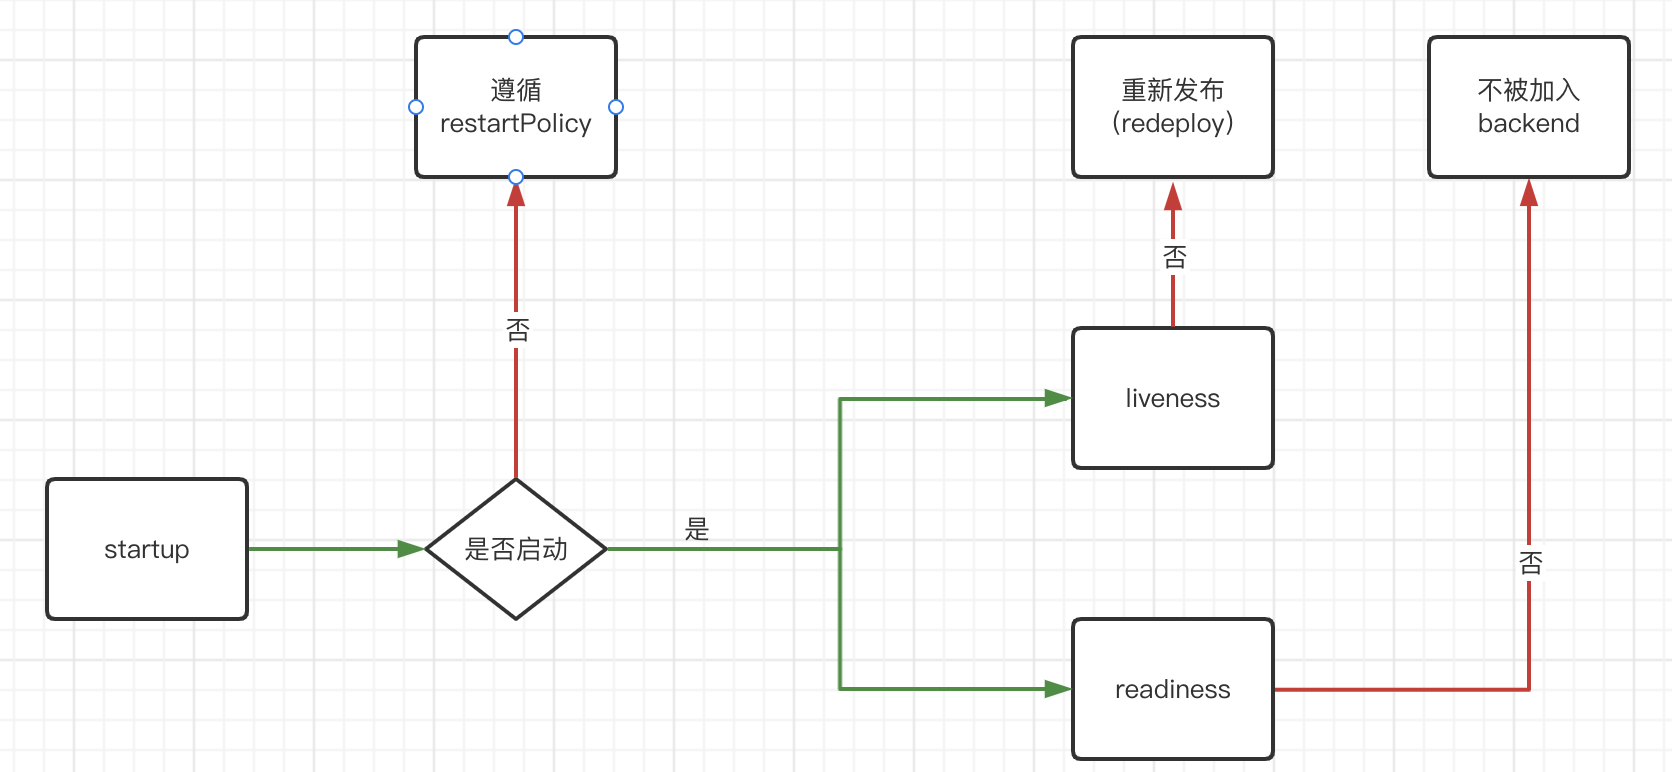 遵循
restartPolicy
重新发布
(redeploy)
不被加入
backend
否
否
liveness
startup
是否启动
是
否
readiness